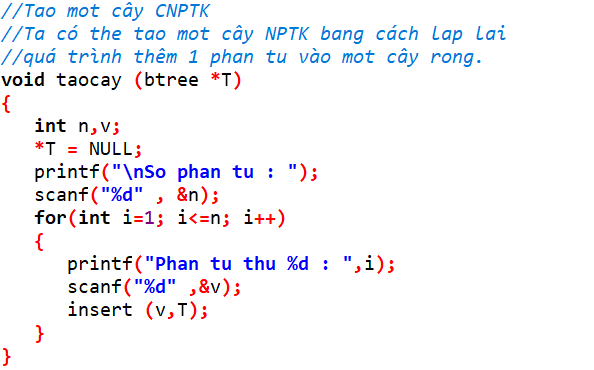 //Tao mot cây CNPTK
//Ta có the tao mot cây NPTK bang cách lap lai
//quá trình thêm 1 phan tu vào mot cây rong.
void taocay (btree *T)
{
int n,v;
*T = NULL;
printf("\nSo phan tu : ");
scanf("%d" , &n);
for(int i=1; i<=n; i++)
{
printf("Phan tu thu %d : ",i);
scanf("%d" ,&v);
insert (v,T);
}
}